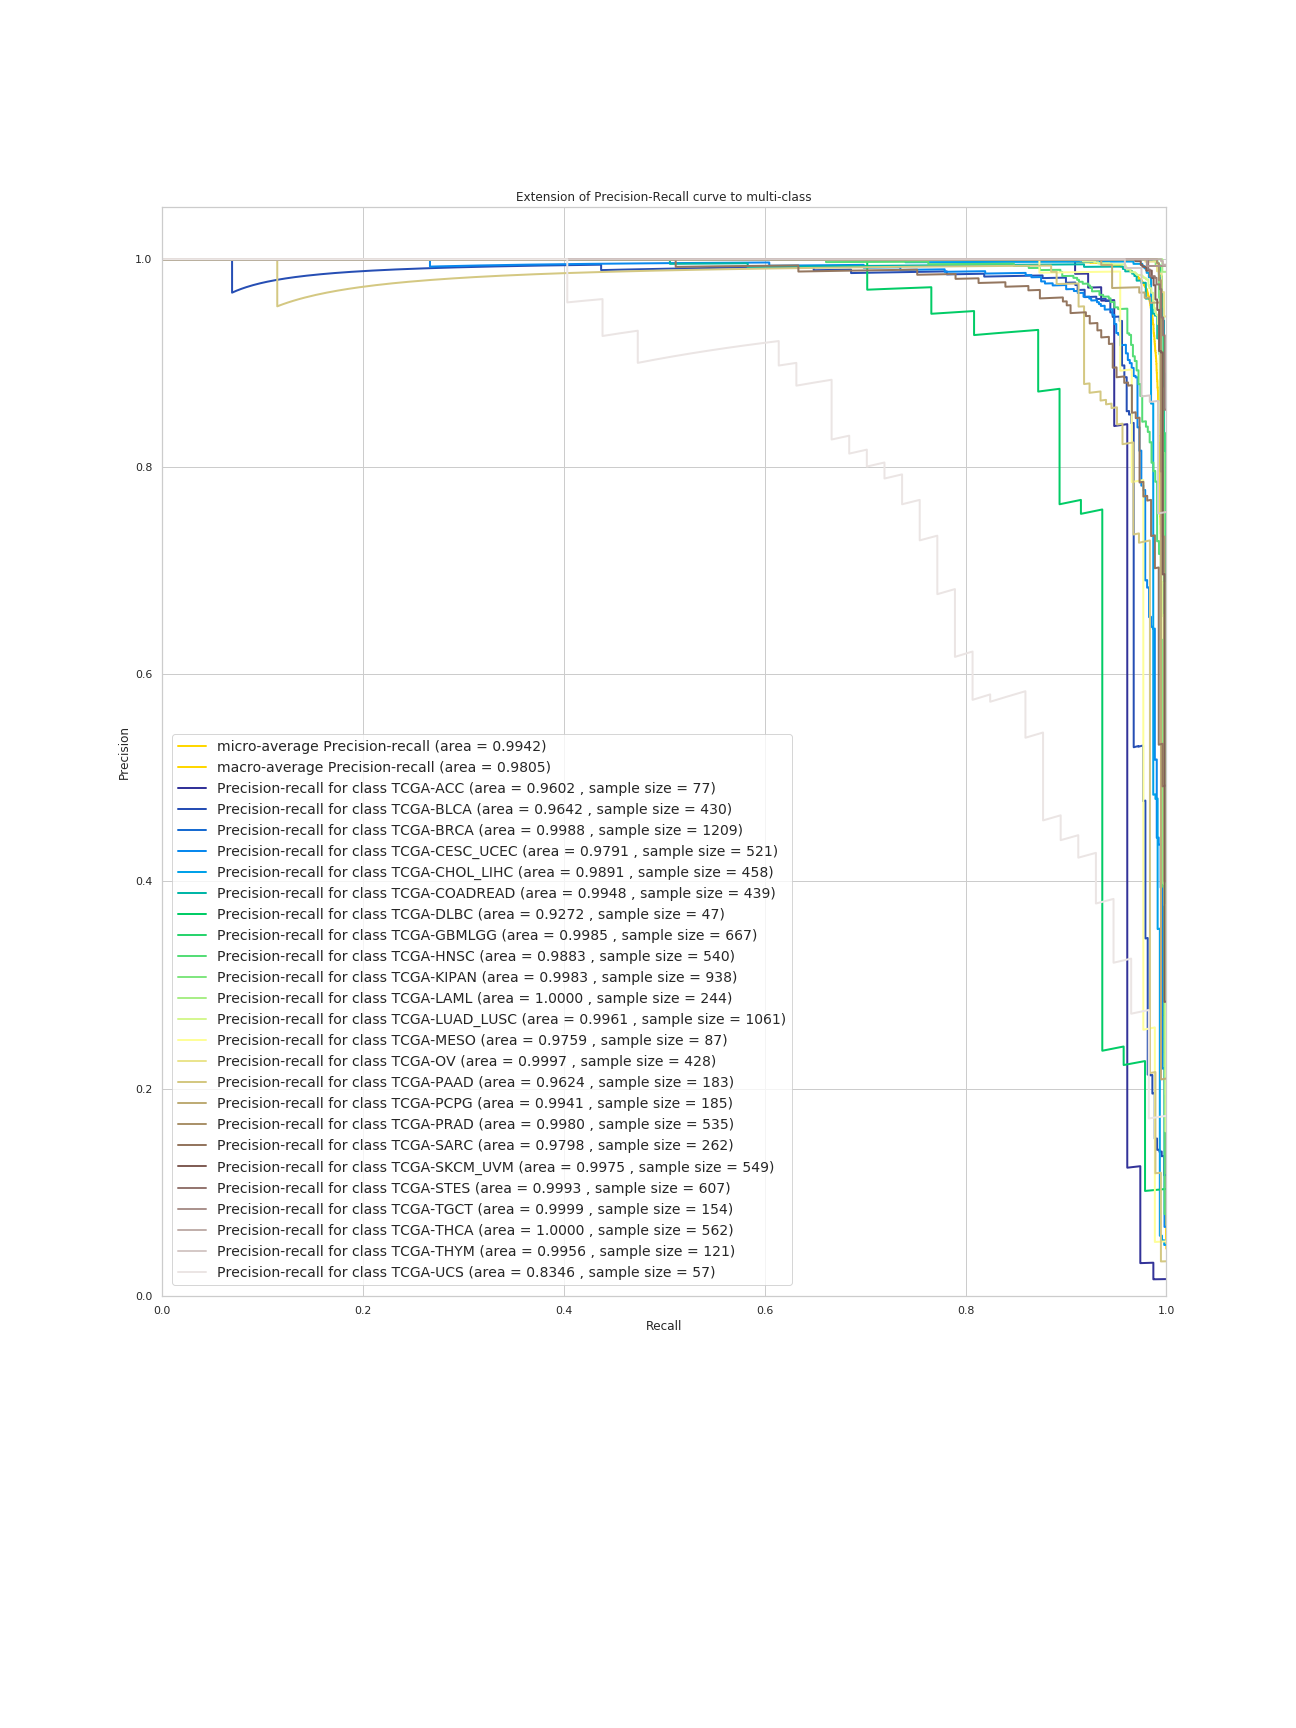 Extension of Precision-Recall curve to multi-class
1.0
0.8
0.6
0.4
0.2
0.0
Precision
micro-average Precision-recall (area = 0.9942)
macro-average Precision-recall (area = 0.9805)
Precision-recall for class TCGA-ACC (area = 0.9602 , sample size = 77)
Precision-recall for class TCGA-BLCA (area = 0.9642 , sample size = 430)
Precision-recall for class TCGA-BRCA (area = 0.9988 , sample size = 1209)
Precision-recall for class TCGA-CESC_UCEC (area = 0.9791 , sample size = 521)
Precision-recall for class TCGA-CHOL_LIHC (area = 0.9891 , sample size = 458)
Precision-recall for class TCGA-COADREAD (area = 0.9948 , sample size = 439)
Precision-recall for class TCGA-DLBC (area = 0.9272 , sample size = 47)
Precision-recall for class TCGA-GBMLGG (area = 0.9985 , sample size = 667)
Precision-recall for class TCGA-HNSC (area = 0.9883 , sample size = 540)
Precision-recall for class TCGA-KIPAN (area = 0.9983 , sample size = 938)
Precision-recall for class TCGA-LAML (area = 1.0000 , sample size = 244)
Precision-recall for class TCGA-LUAD_LUSC (area = 0.9961 , sample size = 1061)
Precision-recall for class TCGA-MESO (area = 0.9759 , sample size = 87)
Precision-recall for class TCGA-OV (area = 0.9997 , sample size = 428)
Precision-recall for class TCGA-PAAD (area = 0.9624 , sample size = 183)
Precision-recall for class TCGA-PCPG (area = 0.9941 , sample size = 185)
Precision-recall for class TCGA-PRAD (area = 0.9980 , sample size = 535)
Precision-recall for class TCGA-SARC (area = 0.9798 , sample size = 262)
Precision-recall for class TCGA-SKCM_UVM (area = 0.9975 , sample size = 549)
Precision-recall for class TCGA-STES (area = 0.9993 , sample size = 607)
Precision-recall for class TCGA-TGCT (area = 0.9999 , sample size = 154)
Precision-recall for class TCGA-THCA (area = 1.0000 , sample size = 562)
Precision-recall for class TCGA-THYM (area = 0.9956 , sample size = 121)
Precision-recall for class TCGA-UCS (area = 0.8346 , sample size = 57)
0.0 0.2 0.4 0.6 0.8 1.0
Recall